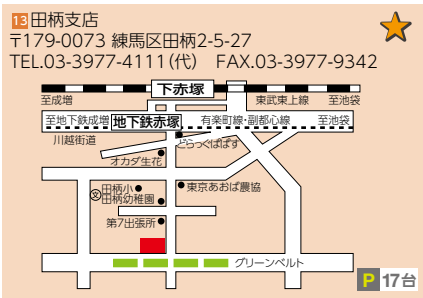 13 田柄支店
〒179-0073 練馬区田柄2-5-27
TEL.03-3977-4111(代) FAX.03-3977-9342
下赤塚
至成増 東武東上線 至池袋
至地下鉄成増 地下鉄赤塚 有楽町線・副都心線 至池袋
川越街道 どらっぐぱぱす
オカダ生花
田柄小 東京あおば農協
文 田柄幼稚園
第7出張所
グリーンベルト
P 17台